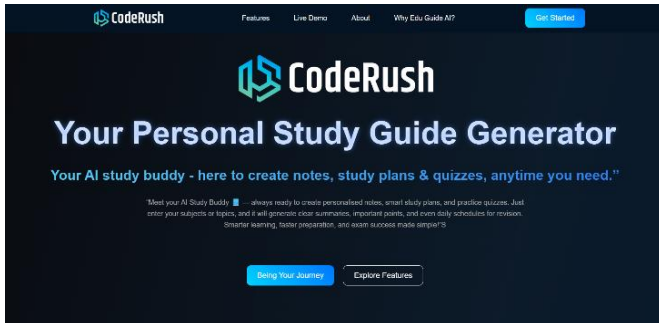 CodeRush Features Live Demo About Why Edu Guide AI? Get Started
CodeRush
Your Personal Study Guide Generator
Your AI study buddy - here to create notes, study plans & quizzes, anytime you need.”
"Meet your AI Study Buddy 📘 — always ready to create personalised notes, smart study plans, and practice quizzes. Just
enter your subjects or topics, and it will generate clear summaries, important points, and even daily schedules for revision.
Smarter learning, faster preparation, and exam success made simple!"S
Being Your Journey Explore Features